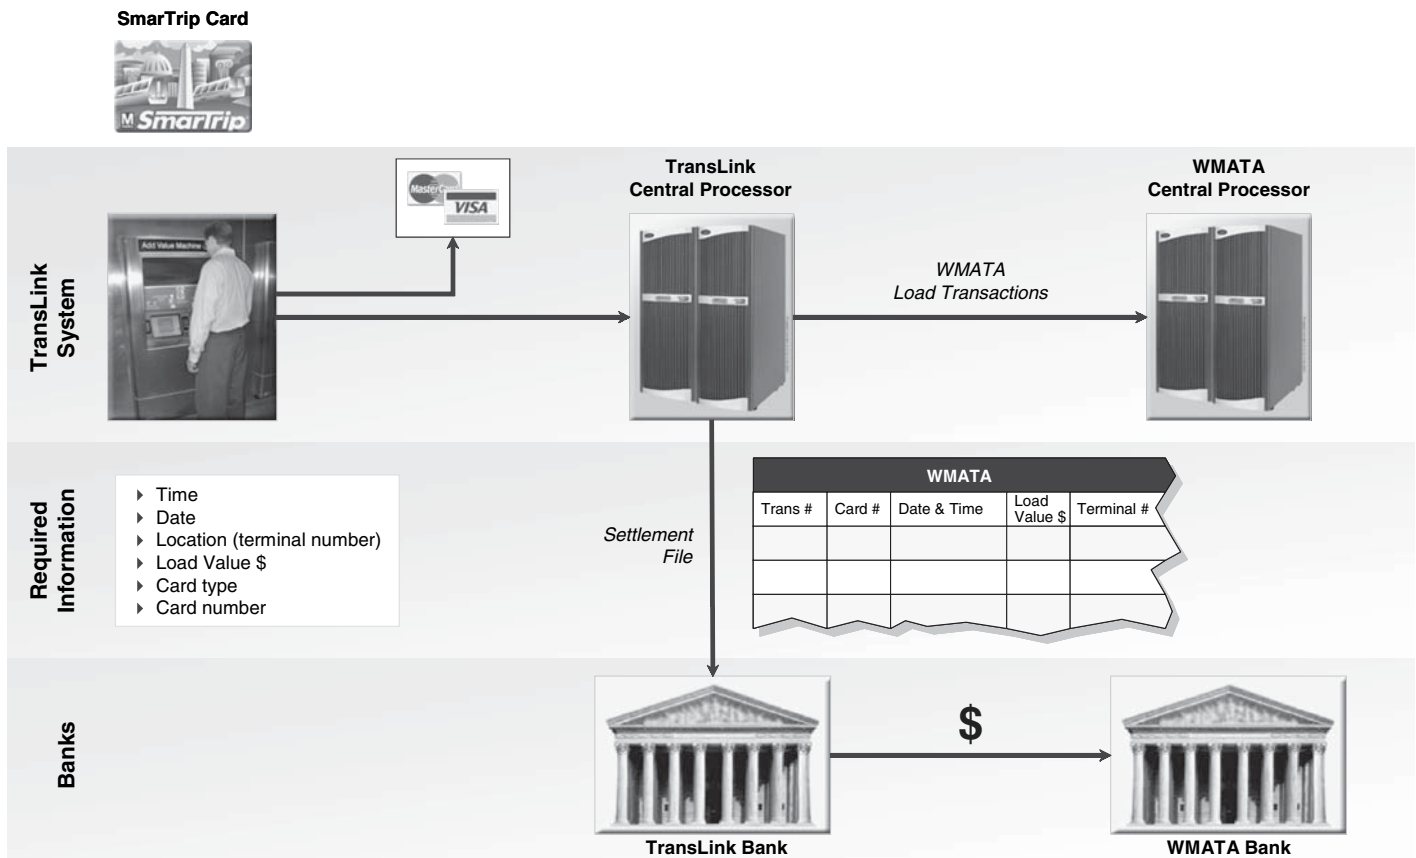 SmarTrip Card
M SmarTrip
TransLink
System
Add Value Machine
MasterCard
VISA
TransLink
Central Processor
WMATA
Load Transactions
WMATA
Central Processor
Required
Information
Time
Date
Location (terminal number)
Load Value $
Card type
Card number
Settlement
File
WMATA
Trans #
Card #
Date & Time
Load
Value $
Terminal #
Banks
$
TransLink Bank
WMATA Bank